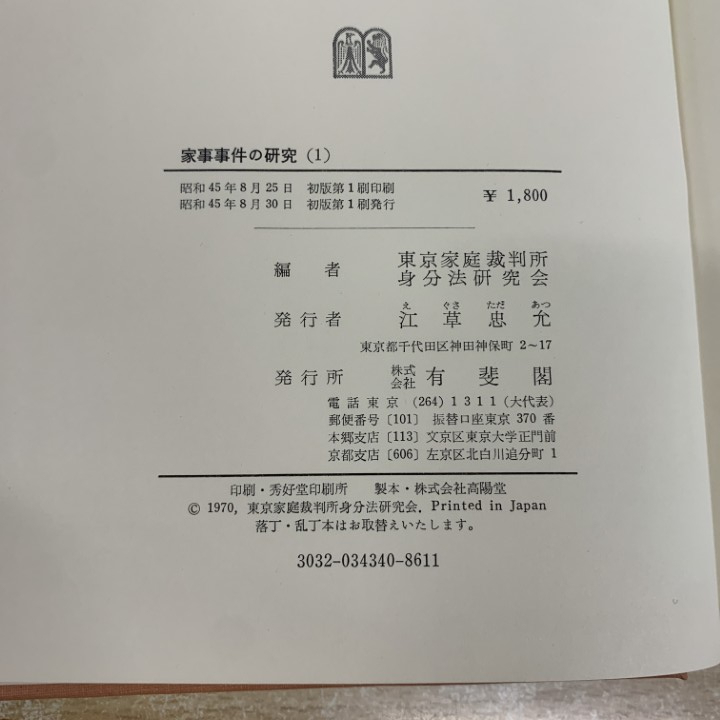 家事事件の研究 (1)
昭和45年8月25日 初版第1刷印刷
昭和45年8月30日 初版第1刷発行
¥ 1,800
編者 東京家庭裁判所
身分法研究会
え ぐさ ただ あつ
発行者 江草忠允
東京都千代田区神田神保町 2〜17
発行所 株式会社 有斐閣
電話東京 (264) 1311 (大代表)
郵便番号〔101〕 振替口座東京 370 番
本郷支店〔113〕文京区東京大学正門前
京都支店〔606〕左京区北白川追分町 1
印刷・秀好堂印刷所 製本・株式会社高陽堂
© 1970, 東京家庭裁判所身分法研究会. Printed in Japan
落丁・乱丁本はお取替えいたします。
3032-034340-8611